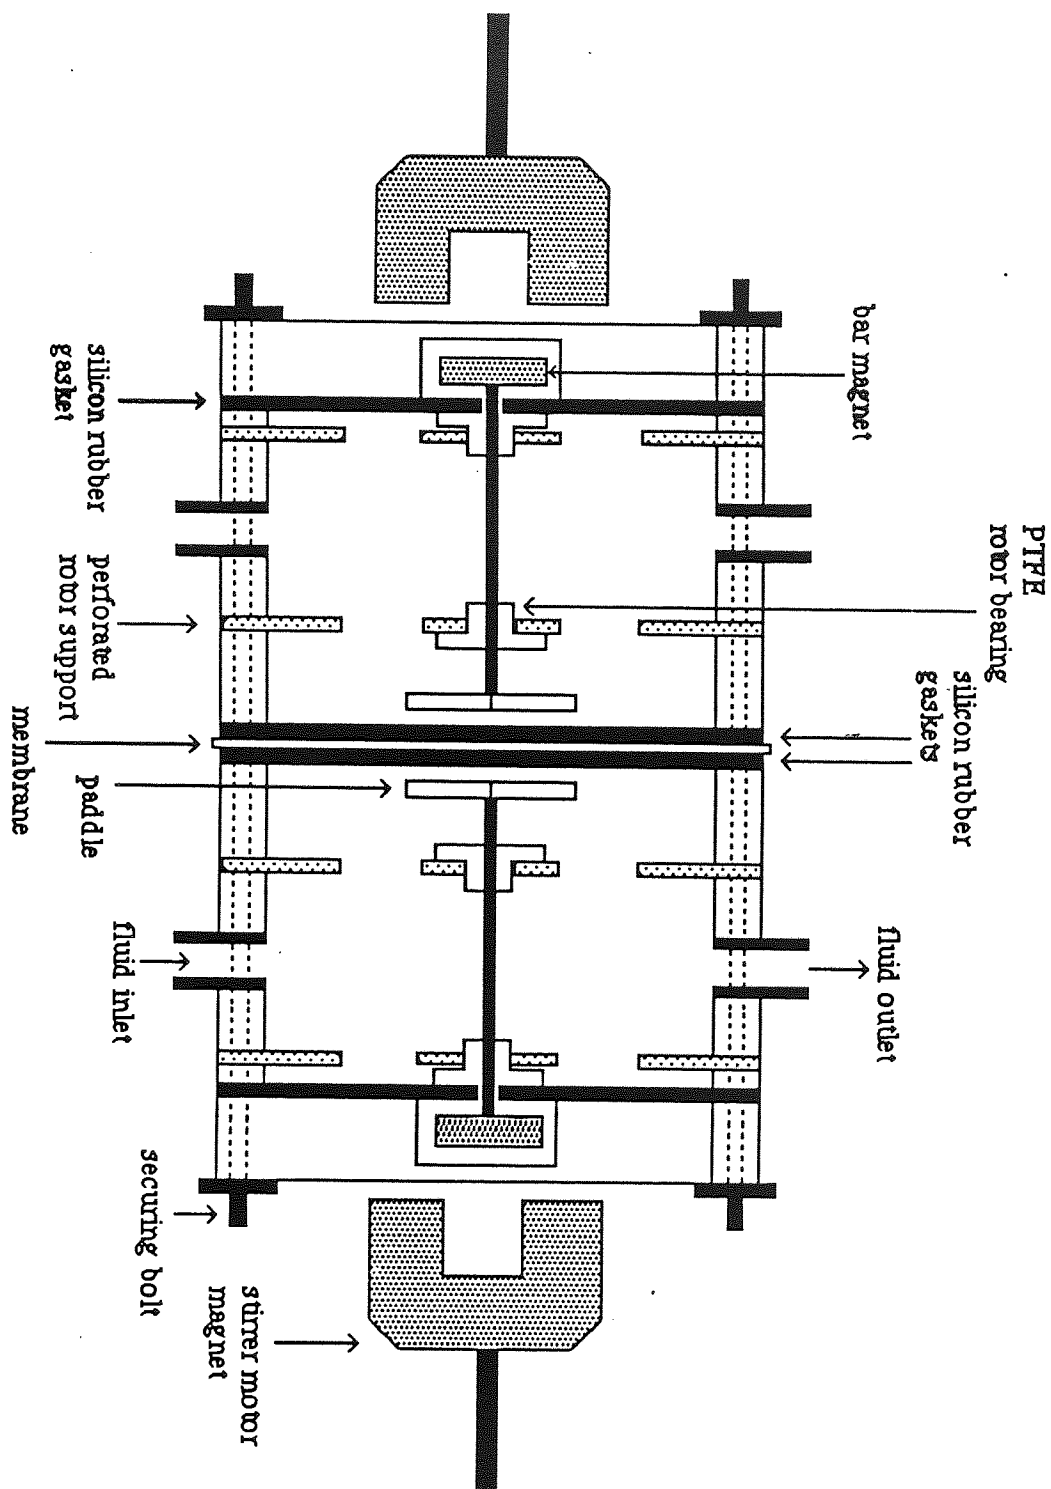 bar magnet
PTFE
rotor bearing
silicon rubber
gaskets
fluid outlet
silicon rubber
gasket
perforated
rotor support
membrane
paddle
fluid inlet
securing bolt
stirrer motor
magnet